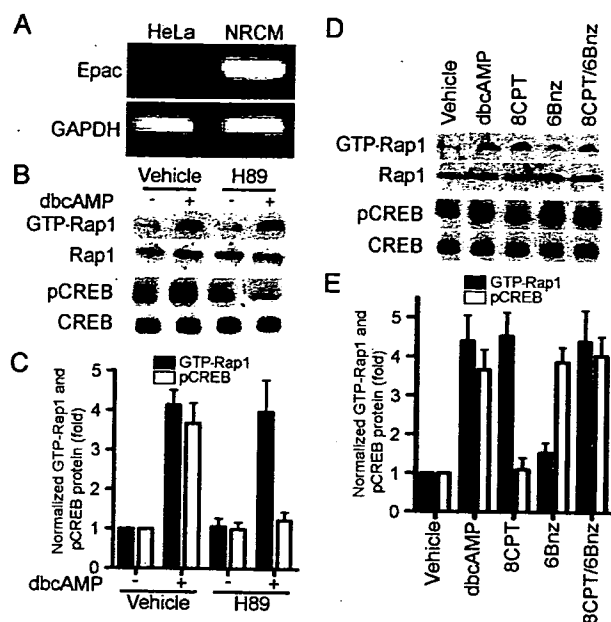 A
HeLa NRCM
Epac
GAPDH
B
Vehicle H89
dbcAMP - + - +
GTP-Rap1
Rap1
pCREB
CREB
C
GTP-Rap1
pCREB
Normalized GTP-Rap1 and
pCREB protein (fold)
5
4
3
2
1
0
dbcAMP - + - +
Vehicle H89
D
Vehicle
dbcAMP
8CPT
6Bnz
8CPT/6Bnz
GTP-Rap1
Rap1
pCREB
CREB
E
GTP-Rap1
pCREB
Normalized GTP-Rap1 and
pCREB protein (fold)
5
4
3
2
1
0
Vehicle
dbcAMP
8CPT
6Bnz
8CPT/6Bnz